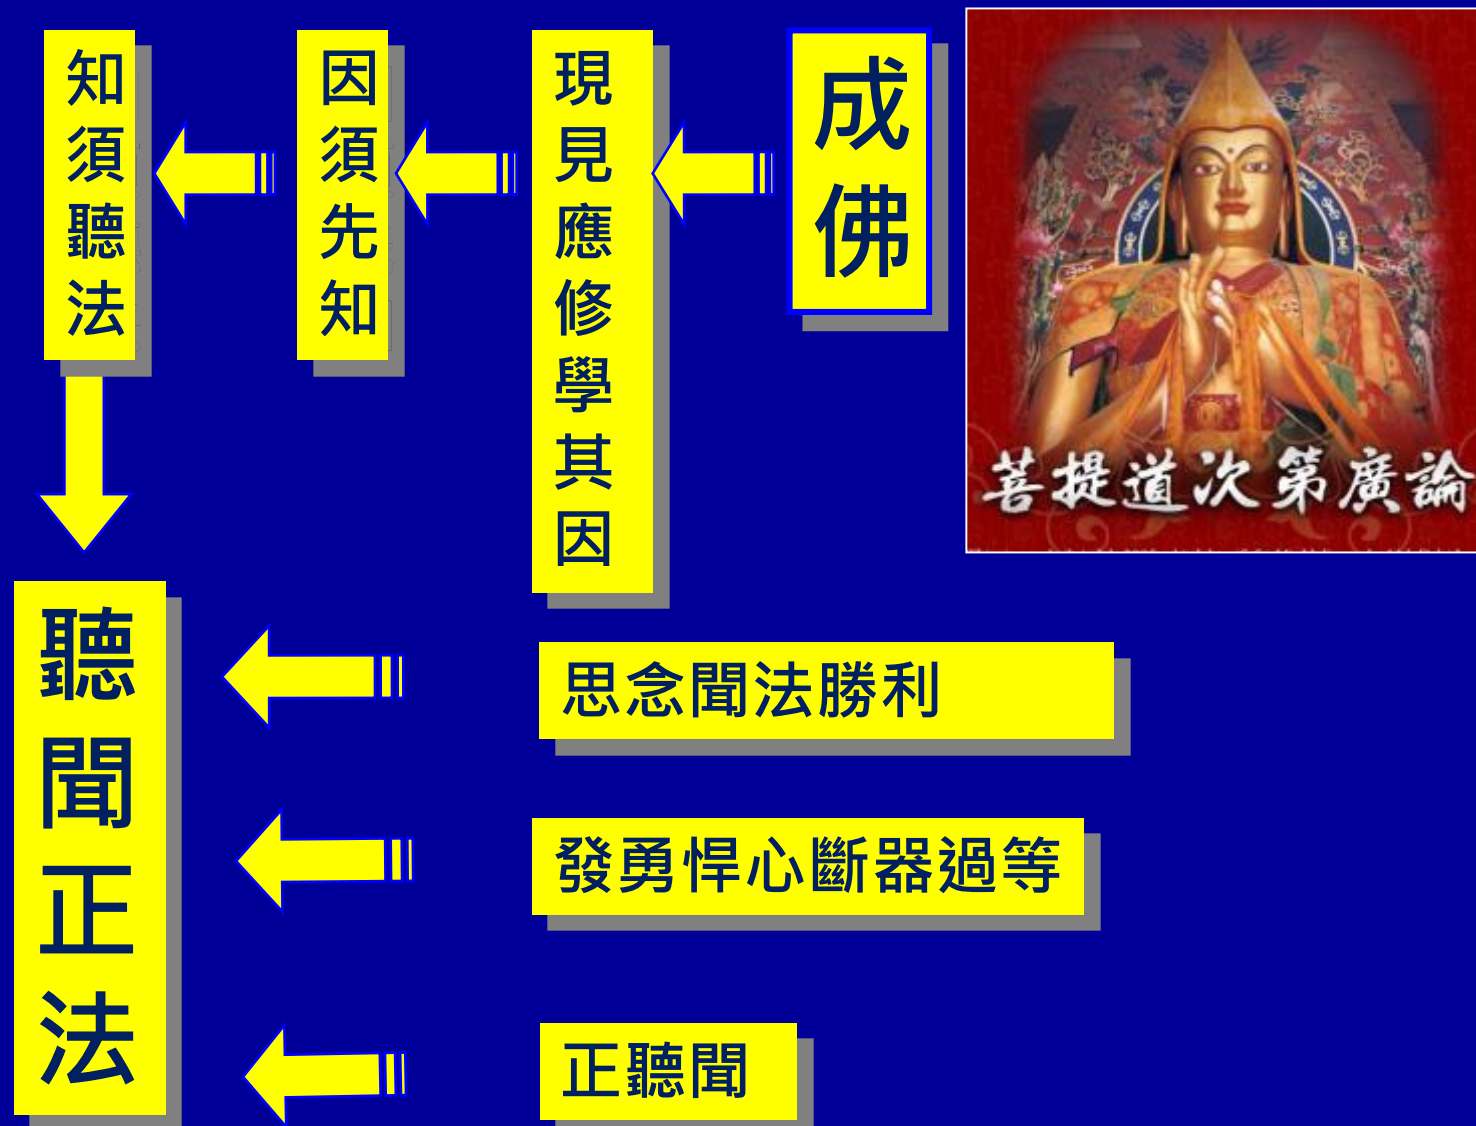 成佛
現見應修學其因
因須先知
知須聽法
菩提道次第廣論
聽聞正法
思念聞法勝利
發勇悍心斷器過等
正聽聞